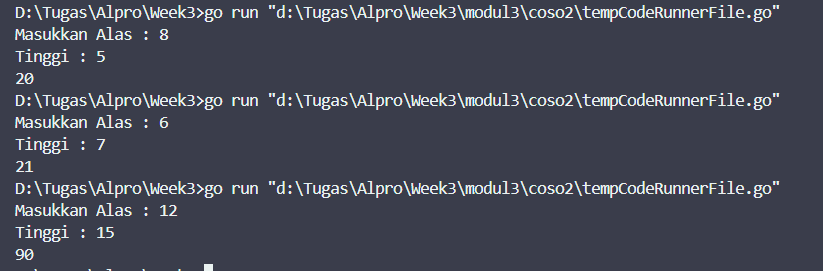 D:\Tugas\Alpro\Week3>go run "d:\Tugas\Alpro\Week3\modul3\coso2\tempCodeRunnerFile.go"
Masukkan Alas : 8
Tinggi : 5
20
D:\Tugas\Alpro\Week3>go run "d:\Tugas\Alpro\Week3\modul3\coso2\tempCodeRunnerFile.go"
Masukkan Alas : 6
Tinggi : 7
21
D:\Tugas\Alpro\Week3>go run "d:\Tugas\Alpro\Week3\modul3\coso2\tempCodeRunnerFile.go"
Masukkan Alas : 12
Tinggi : 15
90